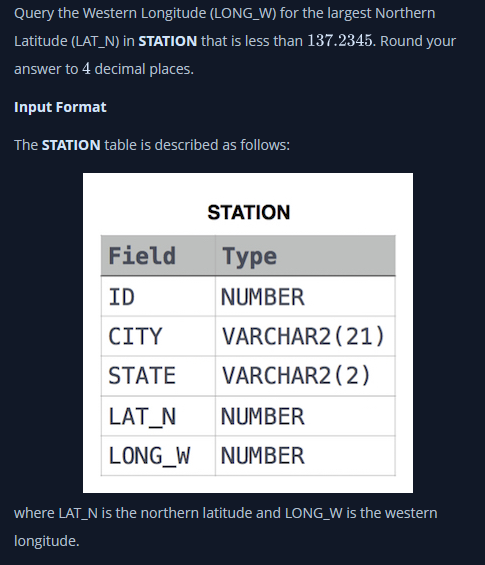 Query the Western Longitude (LONG_W) for the largest Northern
Latitude (LAT_N) in STATION that is less than 137.2345. Round your
answer to 4 decimal places.
Input Format
The STATION table is described as follows:
STATION
Field Type
ID NUMBER
CITY VARCHAR2(21)
STATE VARCHAR2(2)
LAT_N NUMBER
LONG_W NUMBER
where LAT_N is the northern latitude and LONG_W is the western
longitude.